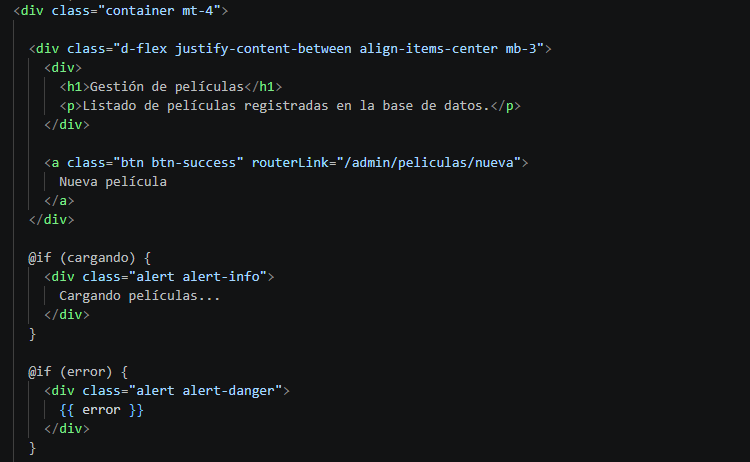 <div class="container mt-4">
<div class="d-flex justify-content-between align-items-center mb-3">
<div>
<h1>Gestión de películas</h1>
<p>Listado de películas registradas en la base de datos.</p>
</div>
<a class="btn btn-success" routerLink="/admin/peliculas/nueva">
Nueva película
</a>
</div>
@if (cargando) {
<div class="alert alert-info">
Cargando películas...
</div>
}
@if (error) {
<div class="alert alert-danger">
{{ error }}
</div>
}